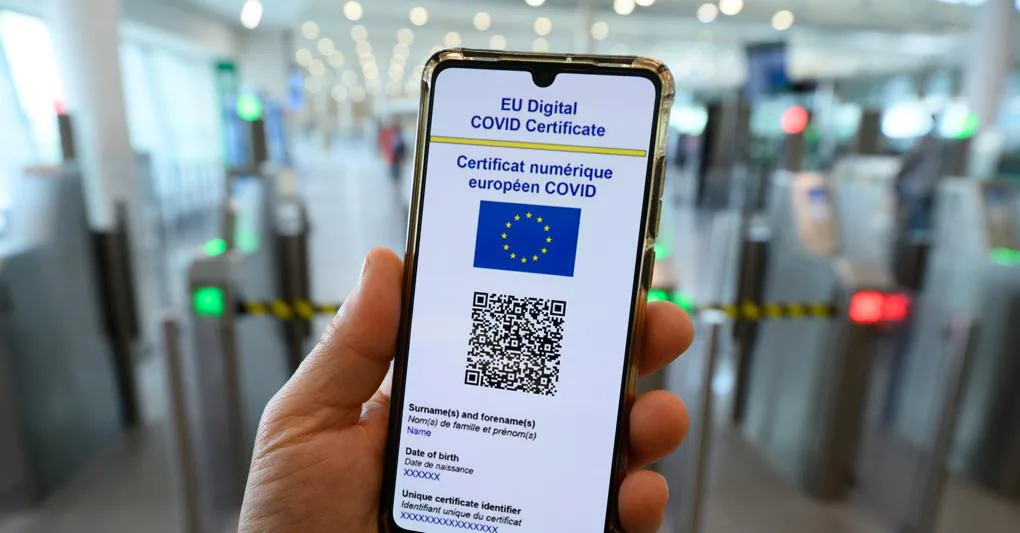 EU Digital
COVID Certificate
Certificat numérique
européen COVID
Surname(s) and forename(s)
Nom(s) de famille et prénom(s)
Name
Date of birth
Date de naissance
XXXXXX
Unique certificate identifier
Identifiant unique du certificat
XXXXXXXXXXXXXXXX